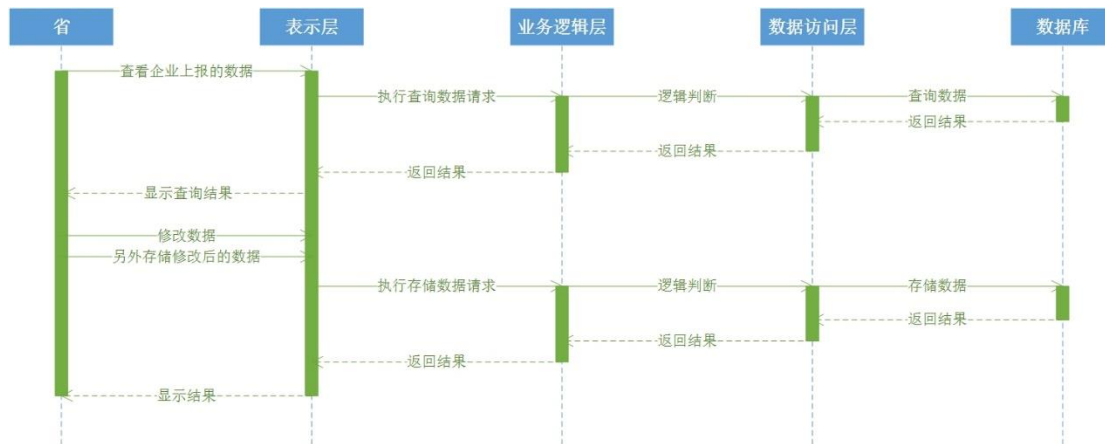 省
表示层
业务逻辑层
数据访问层
数据库
查看企业上报的数据
执行查询数据请求
逻辑判断
查询数据
返回结果
返回结果
返回结果
显示查询结果
修改数据
另外存储修改后的数据
执行存储数据请求
逻辑判断
存储数据
返回结果
返回结果
返回结果
显示结果